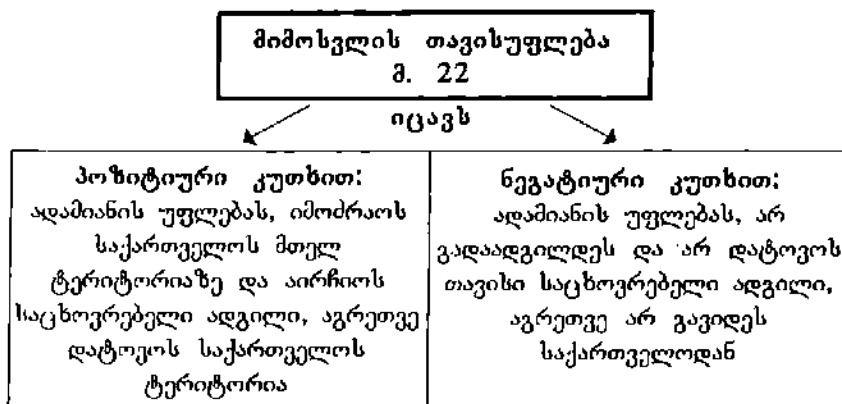 მიმოსვლის თავისუფლება
მ. 22
იცავს
პოზიტიური კუთხით:
ადამიანის უფლებას, იმოძრაოს
საქართველოს მთელ
ტერიტორიაზე და აირჩიოს
საცხოვრებელი ადგილი, აგრეთვე
დატოვოს საქართველოს
ტერიტორია
ნეგატიური კუთხით:
ადამიანის უფლებას, არ
გადაადგილდეს და არ დატოვოს
თავისი საცხოვრებელი ადგილი,
აგრეთვე არ გავიდეს
საქართველოდან